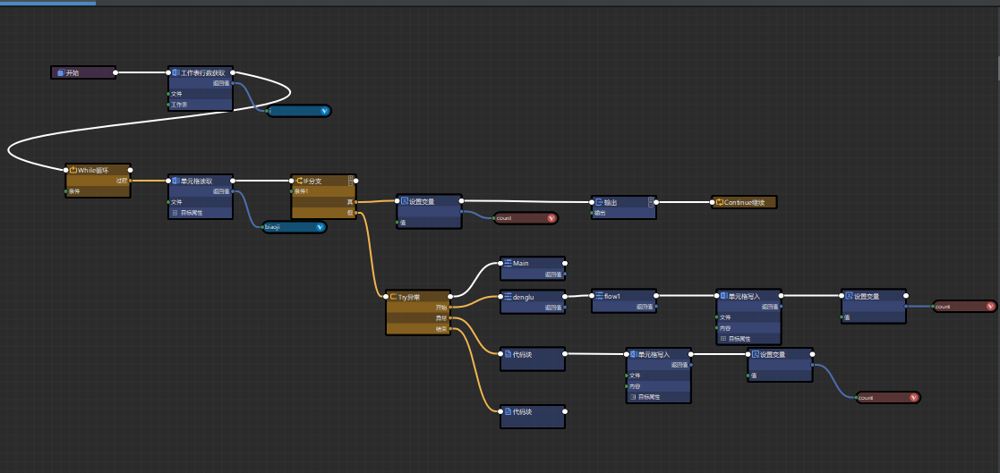 开始
工作表行数获取
返回值
文件
工作表
While循环
过程
条件
单元格读取
返回值
文件
目标属性
biaoji
IF分支
条件1
真
假
设置变量
值
count
输出
输出
Continue继续
Main
返回值
Try异常
开始
异常
结束
denglu
返回值
flow1
返回值
单元格写入
返回值
文件
内容
目标属性
设置变量
值
count
代码块
单元格写入
返回值
文件
内容
目标属性
设置变量
值
count
代码块